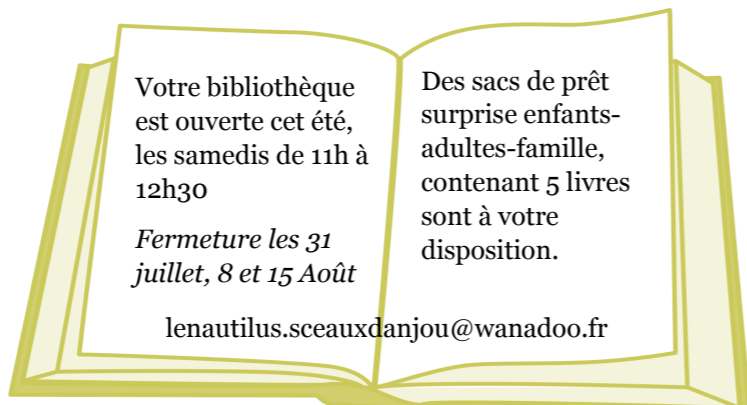 Votre bibliothèque
est ouverte cet été,
les samedis de 11h à
12h30
Fermeture les 31
juillet, 8 et 15 Août
Des sacs de prêt
surprise enfants-
adultes-famille,
contenant 5 livres
sont à votre
disposition.
lenautilus.sceauxdanjou@wanadoo.fr